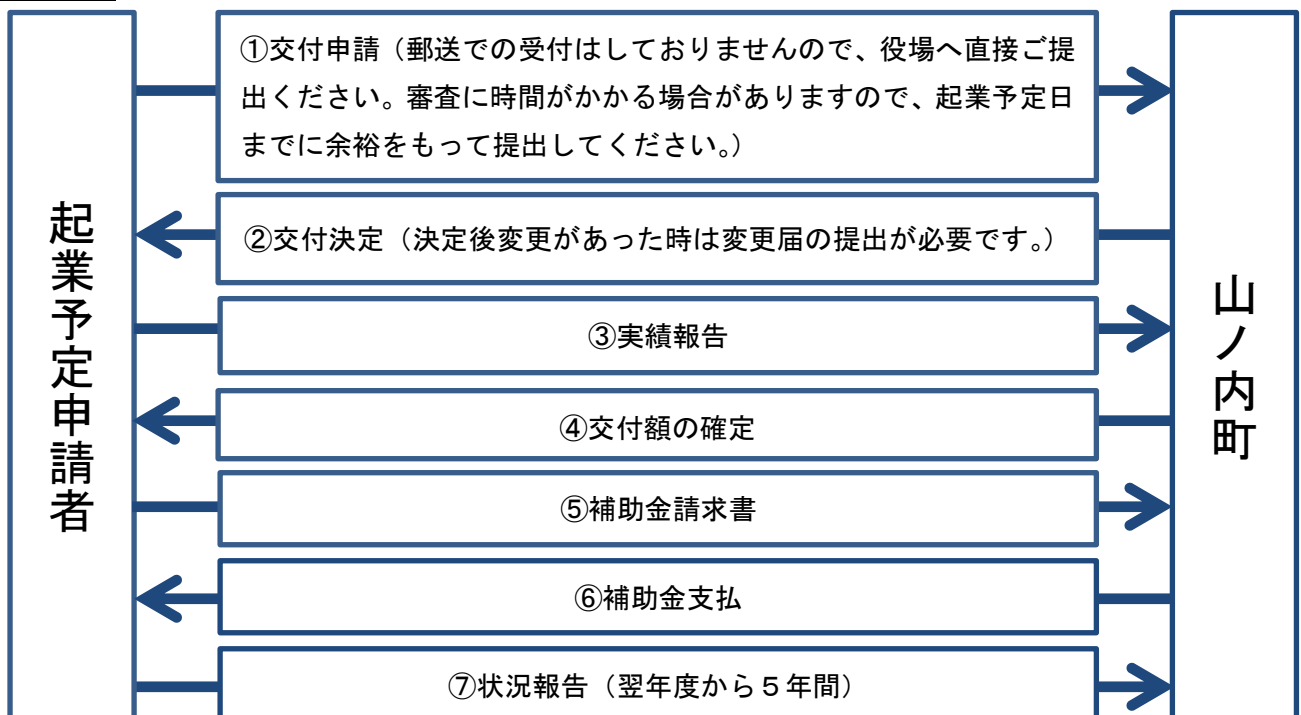 起業予定申請者
①交付申請（郵送での受付はしておりませんので、役場へ直接ご提
出ください。審査に時間がかかる場合がありますので、起業予定日
までに余裕をもって提出してください。）
②交付決定（決定後変更があった時は変更届の提出が必要です。）
③実績報告
④交付額の確定
⑤補助金請求書
⑥補助金支払
⑦状況報告（翌年度から５年間）
山ノ内町